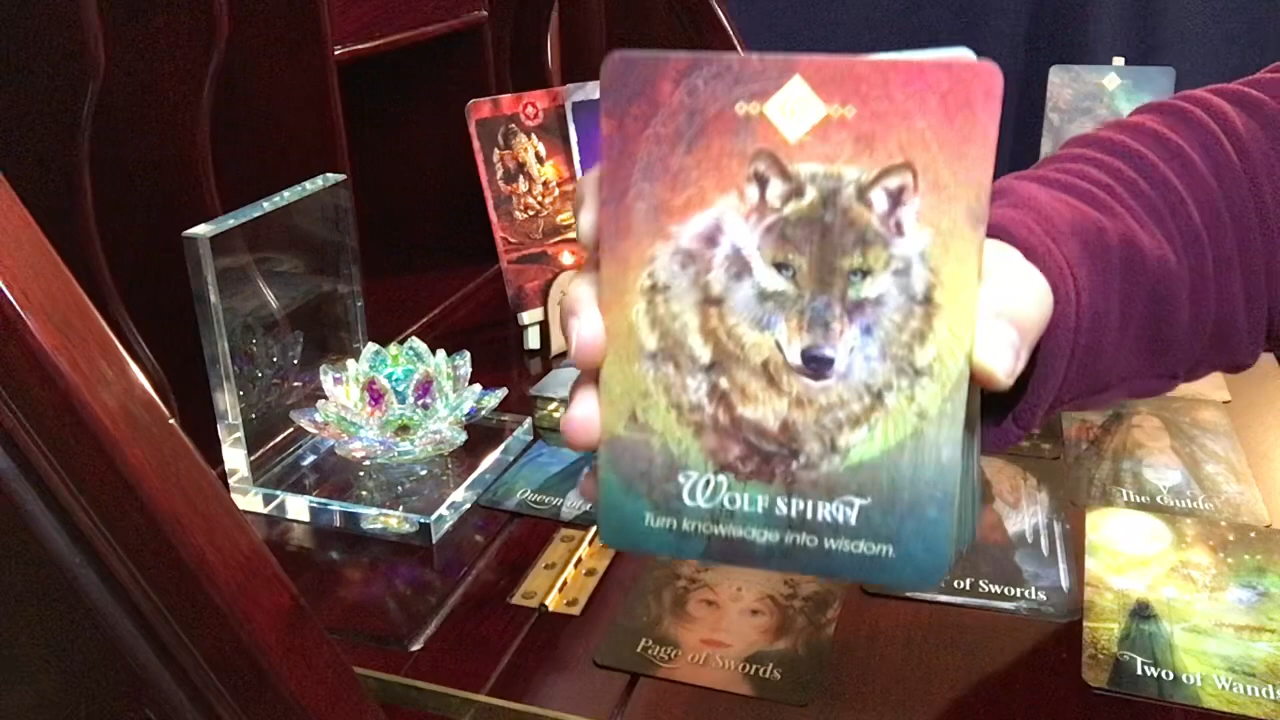 WOLF SPIRIT
Turn knowledge into wisdom.
Queen of
The Guide
of Swords
Page of Swords
Two of Wands